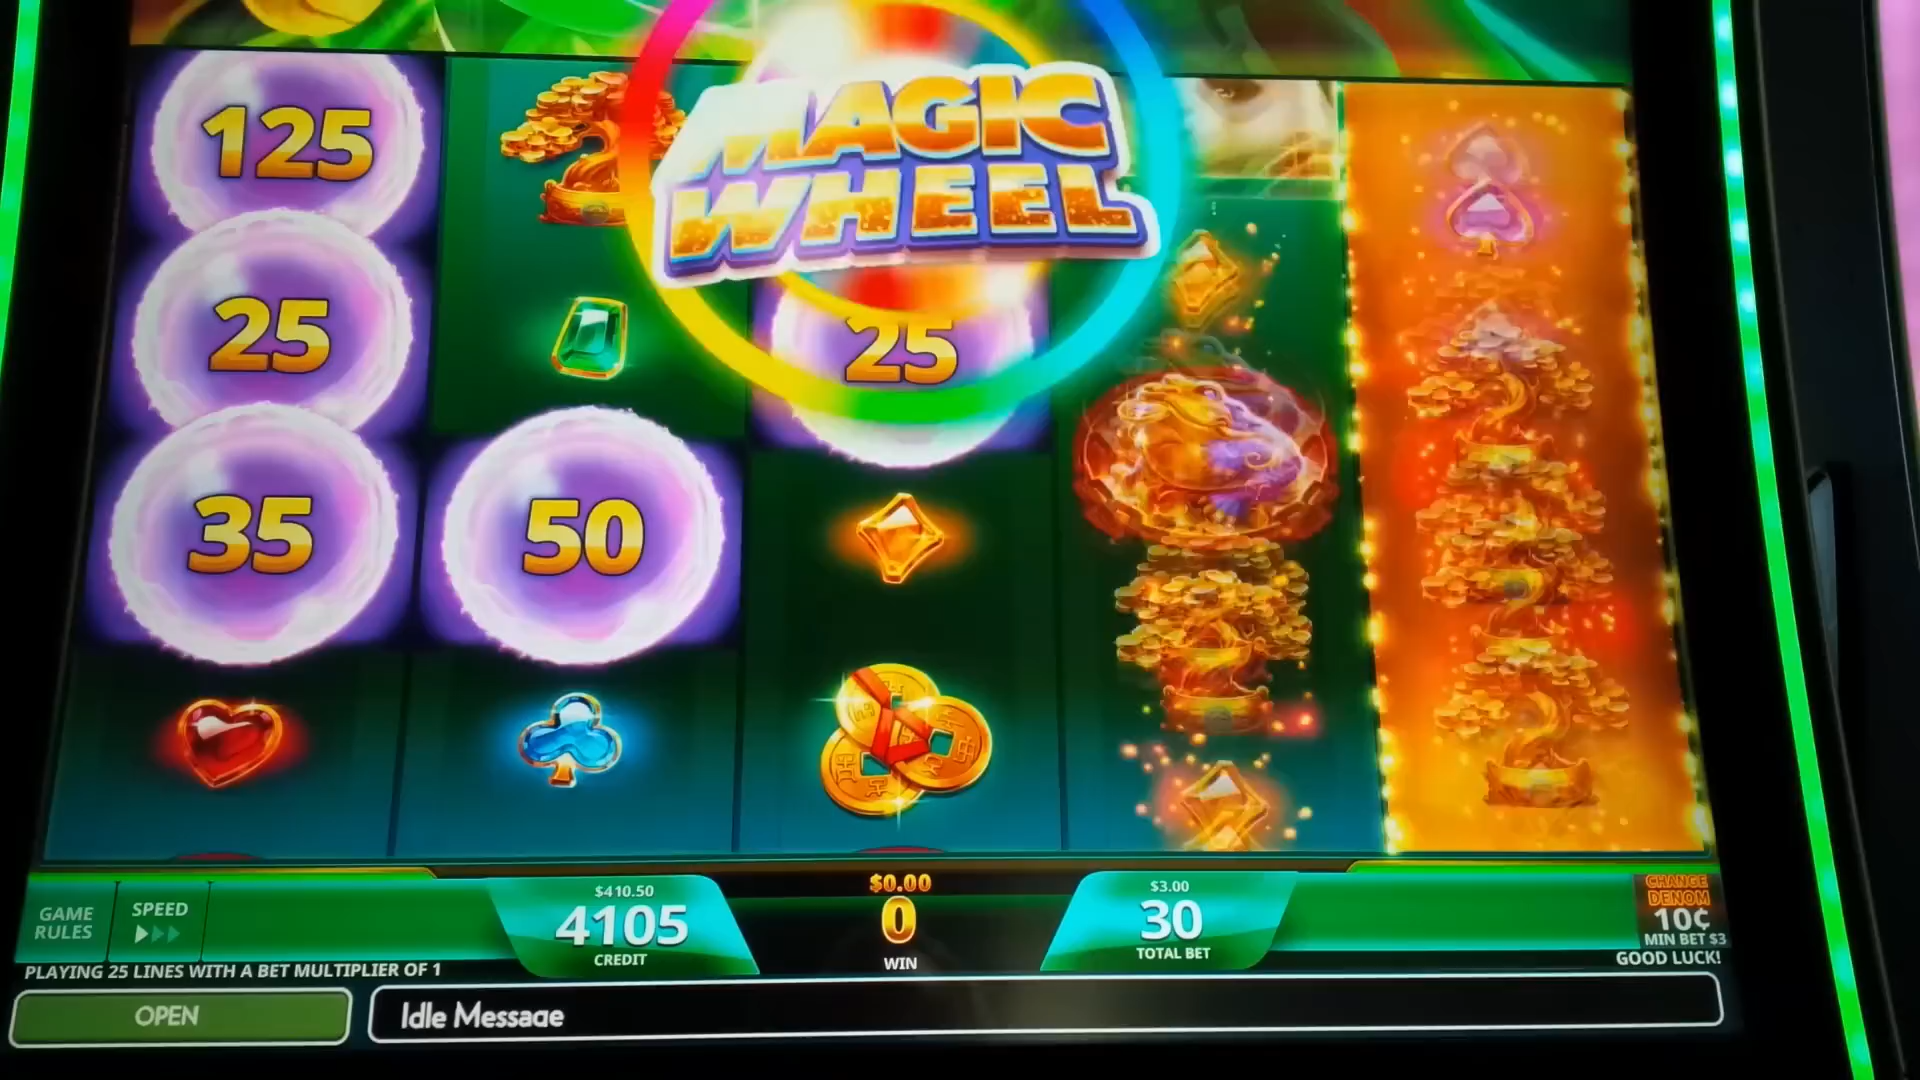 MAGIC
WHEEL
125
25
25
35
50
GAME
RULES
SPEED
$410.50
4105
CREDIT
$0.00
0
WIN
$3.00
30
TOTAL BET
CHANGE
DENOM
10¢
MIN BET $3
GOOD LUCK!
PLAYING 25 LINES WITH A BET MULTIPLIER OF 1
OPEN
Idle Message